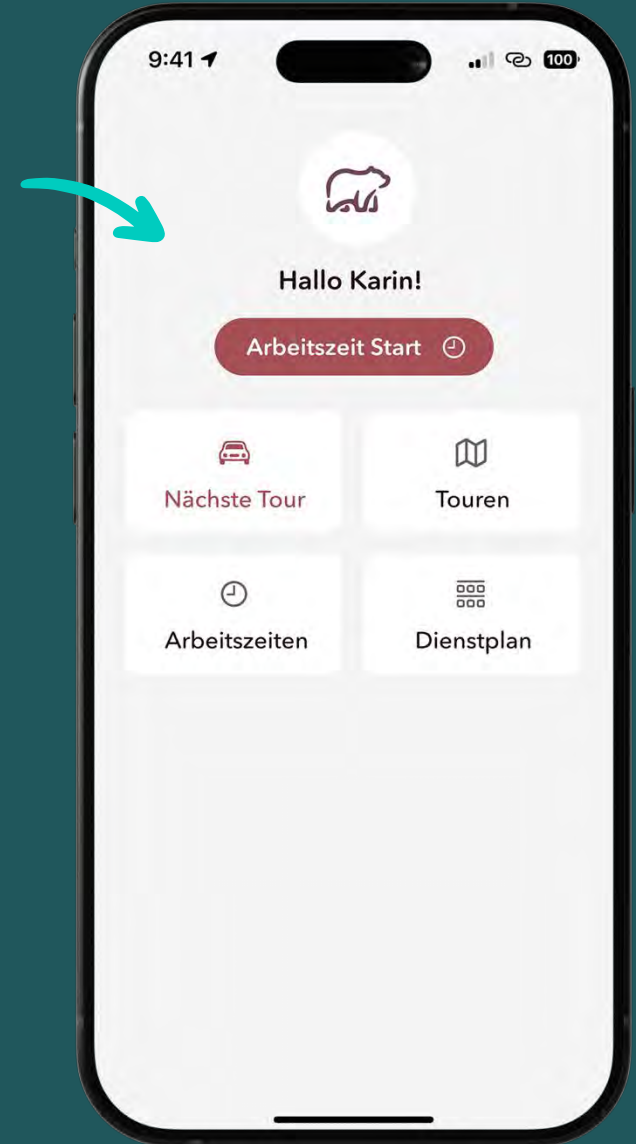 9:41
100
Hallo Karin!
Arbeitszeit Start
Nächste Tour
Touren
Arbeitszeiten
Dienstplan